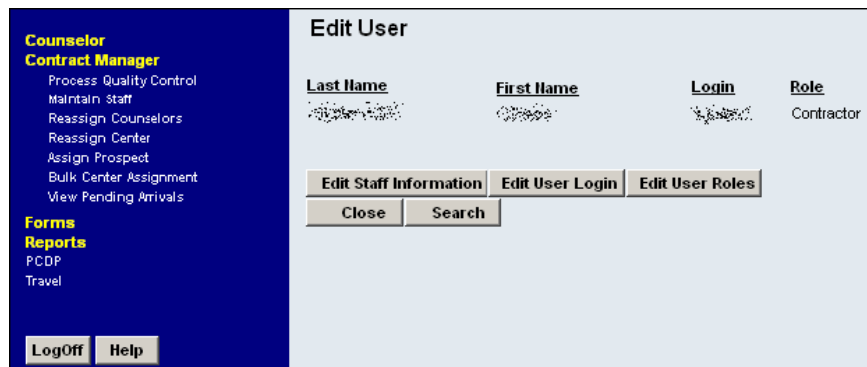 Counselor
Contract Manager
Process Quality Control
Maintain Staff
Reassign Counselors
Reassign Center
Assign Prospect
Bulk Center Assignment
View Pending Arrivals
Forms
Reports
PCDP
Travel
LogOff Help
Edit User
Last Name First Name Login Role
Contractor
Edit Staff Information Edit User Login Edit User Roles
Close Search